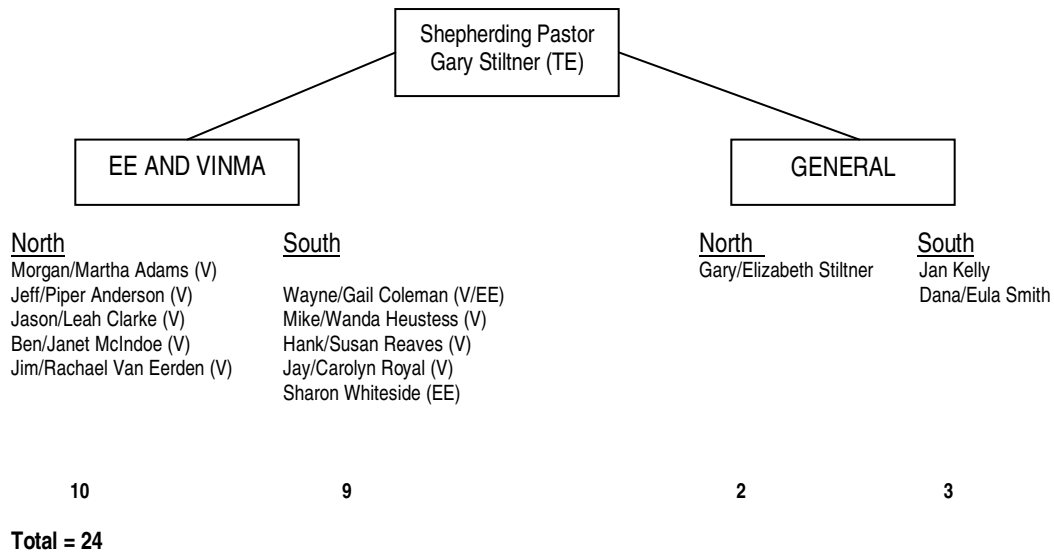 Shepherding Pastor
Gary Stiltner (TE)
EE AND VINMA
GENERAL
North
Morgan/Martha Adams (V)
Jeff/Piper Anderson (V)
Jason/Leah Clarke (V)
Ben/Janet McIndoe (V)
Jim/Rachael Van Eerden (V)
10
South
Wayne/Gail Coleman (V/EE)
Mike/Wanda Heustess (V)
Hank/Susan Reaves (V)
Jay/Carolyn Royal (V)
Sharon Whiteside (EE)
9
North
Gary/Elizabeth Stiltner
2
South
Jan Kelly
Dana/Eula Smith
3
Total = 24